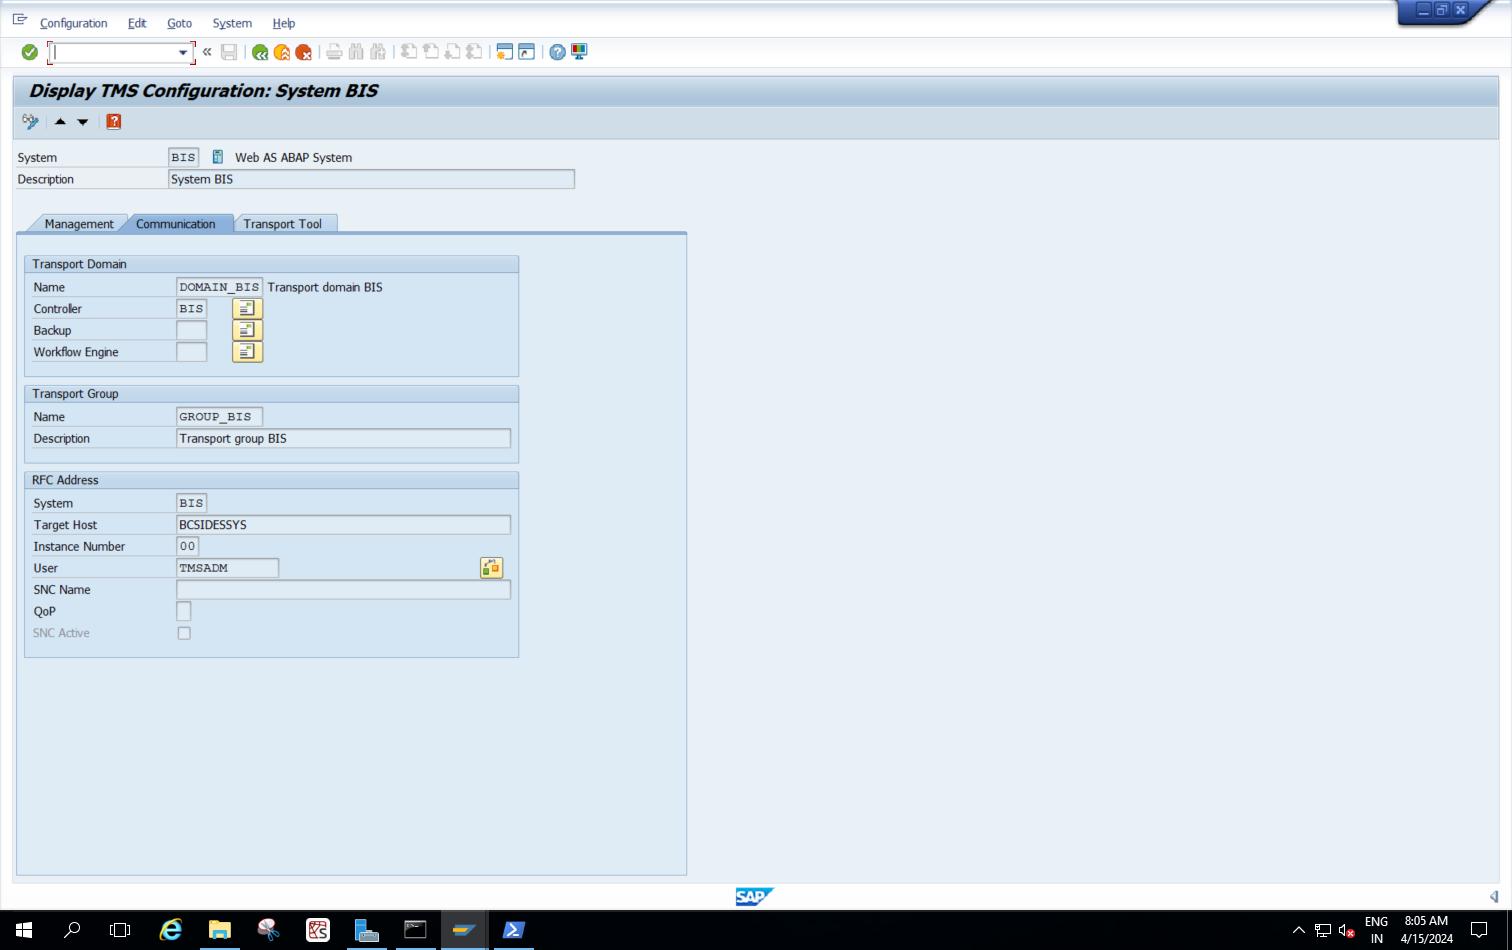 Configuration Edit Goto System Help
Display TMS Configuration: System BIS
System BIS Web AS ABAP System
Description System BIS
Management Communication Transport Tool
Transport Domain
Name DOMAIN_BIS Transport domain BIS
Controller BIS
Backup
Workflow Engine
Transport Group
Name GROUP_BIS
Description Transport group BIS
RFC Address
System BIS
Target Host BCSIDESSYS
Instance Number 00
User TMSADM
SNC Name
QoP
SNC Active
SAP
ENG 8:05 AM
IN 4/15/2024